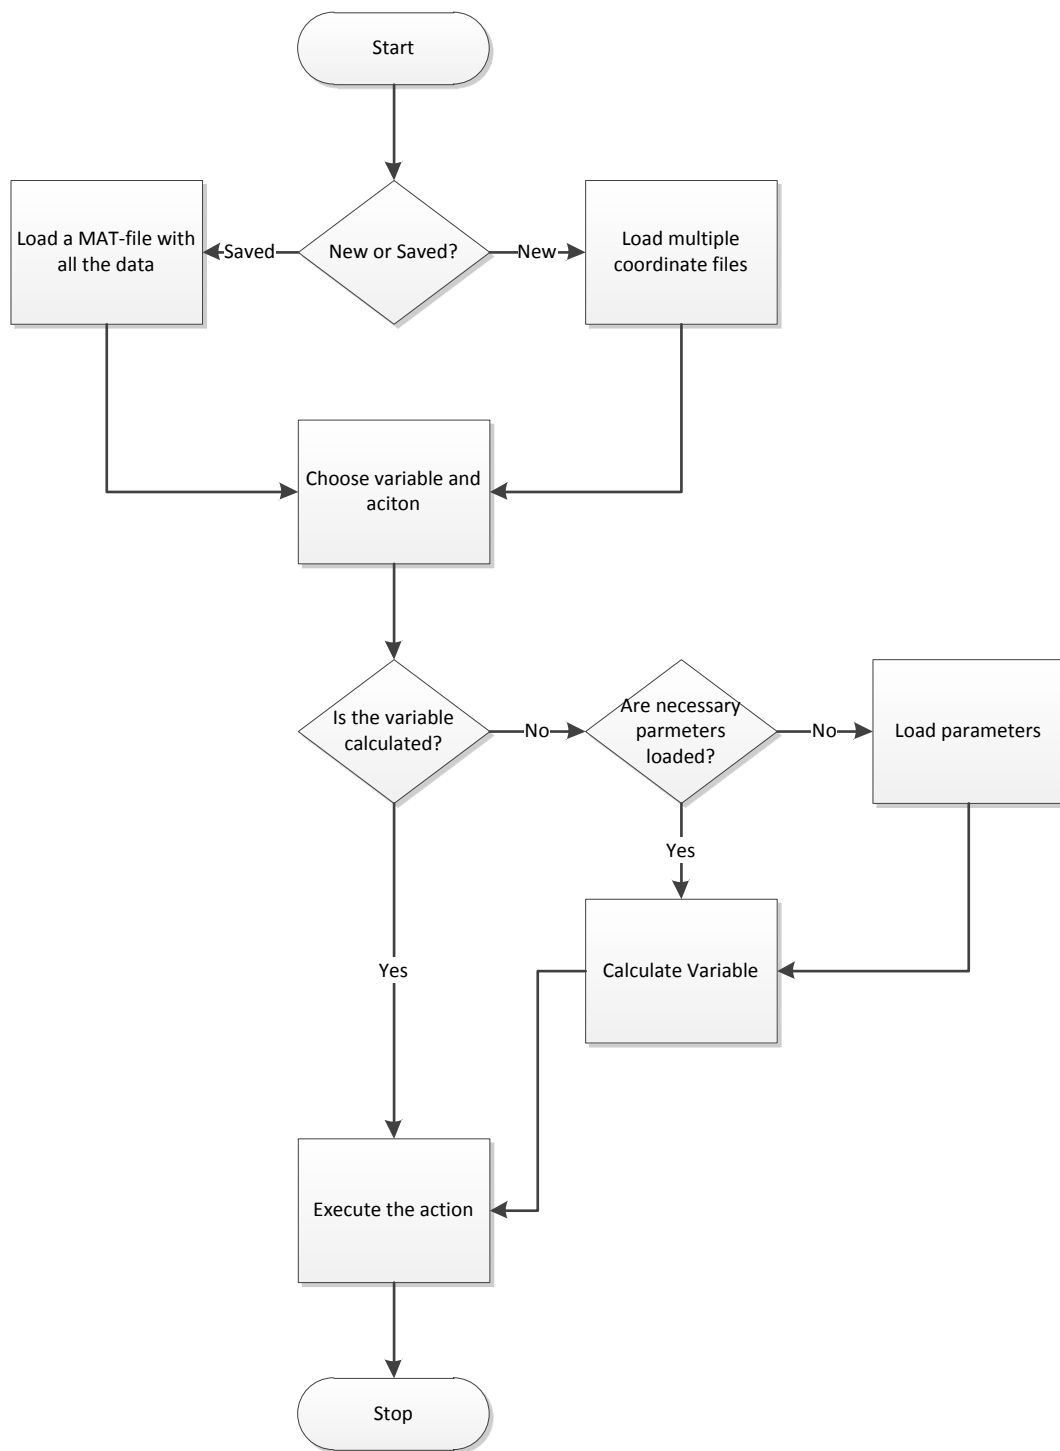 Start
Load a MAT-file with
all the data
Saved
New or Saved?
New
Load multiple
coordinate files
Choose variable and
aciton
Is the variable
calculated?
No
Are necessary
parmeters
loaded?
No
Load parameters
Yes
Yes
Calculate Variable
Execute the action
Stop